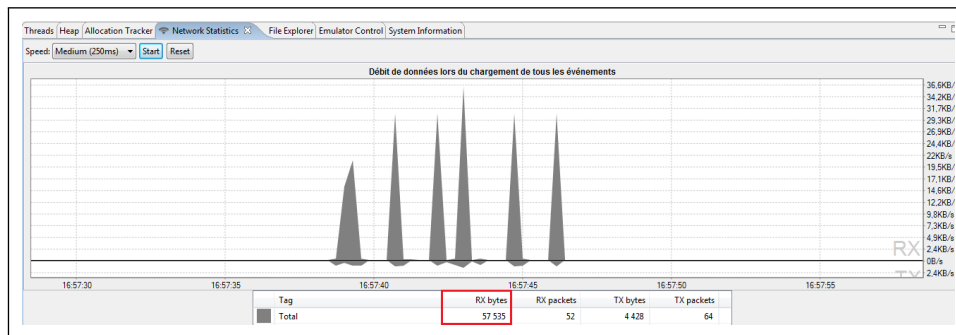 Threads Heap Allocation Tracker Network Statistics File Explorer Emulator Control System Information
Speed: Medium (250ms) Start Reset
Débit de données lors du chargement de tous les événements
36,6KB/
34,2KB/
31,7KB/
29,3KB/
26,9KB/
24,4KB/
22KB/s
19,5KB/
17,1KB/
14,6KB/
12,2KB/
9,8KB/s
7,3KB/s
4,9KB/s
2,4KB/s
RX
0B/s
TX
2,4KB/s
16:57:30 16:57:35 16:57:40 16:57:45 16:57:50 16:57:55
Tag RX bytes RX packets TX bytes TX packets
Total 57 535 52 4 428 64